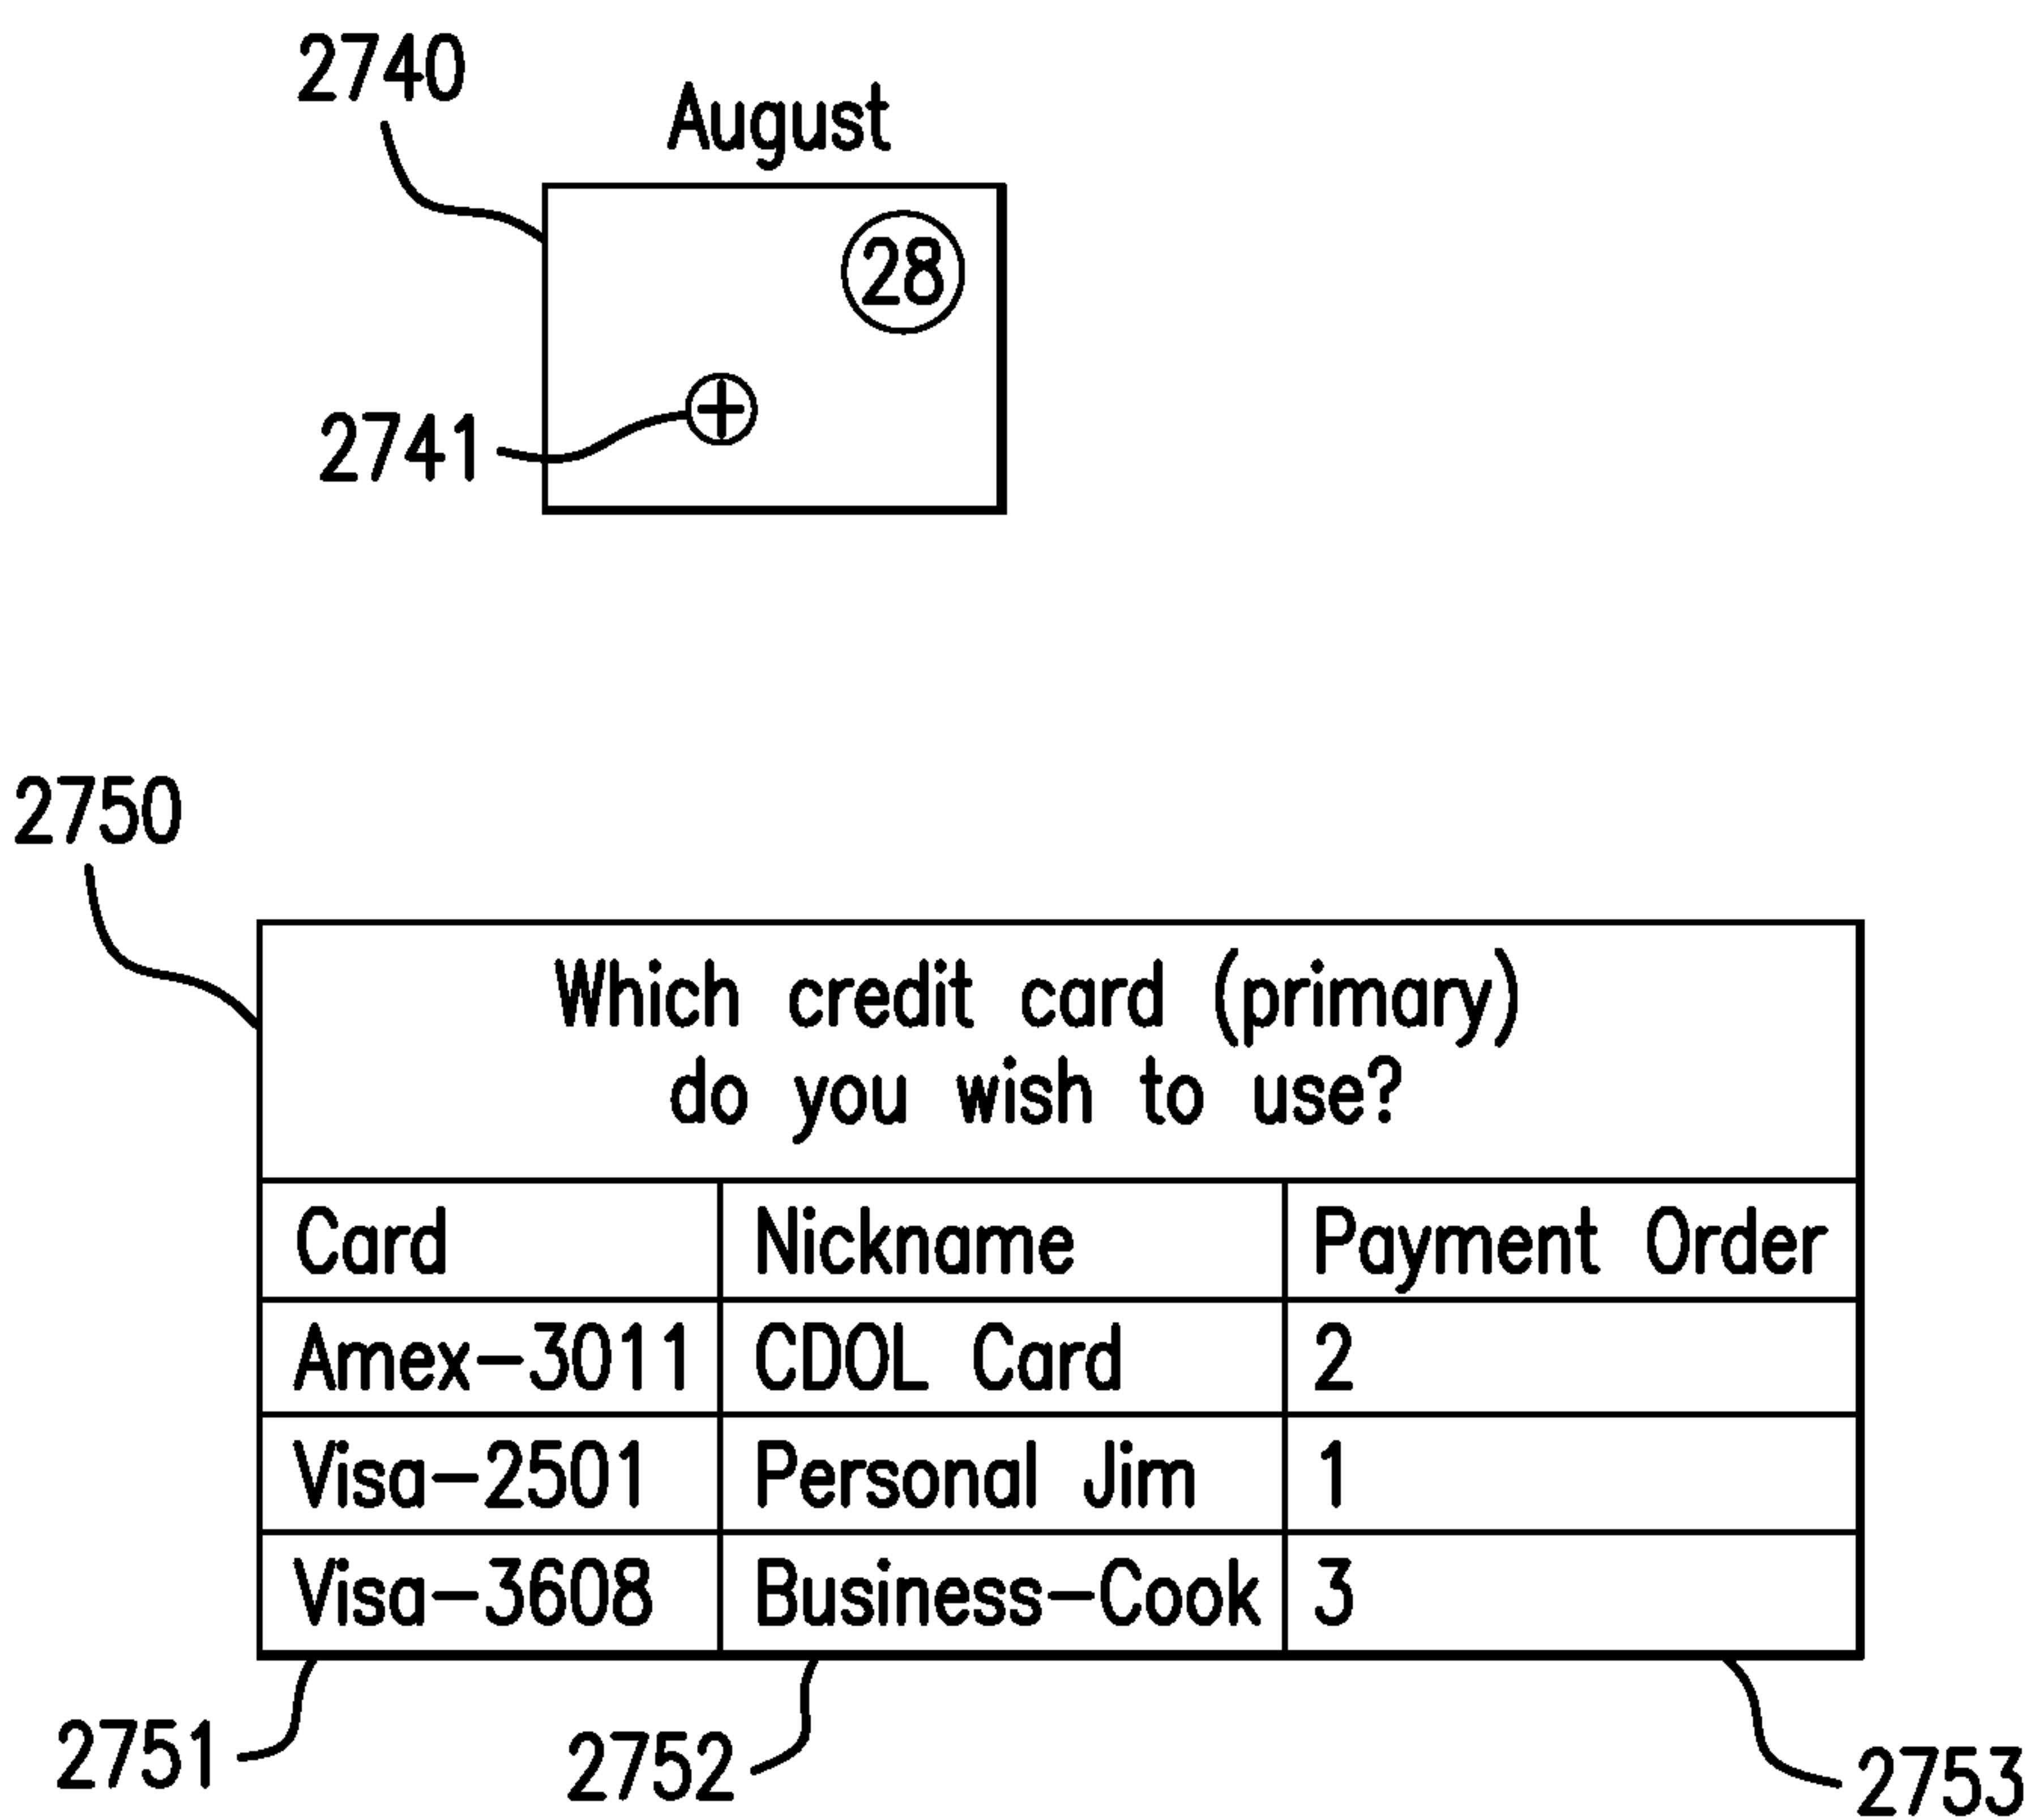 2740
August
28
2741
+
2750
Which credit card (primary)
do you wish to use?
Card Nickname Payment Order
Amex-3011 CDOL Card 2
Visa-2501 Personal Jim 1
Visa-3608 Business-Cook 3
2751 2752 2753